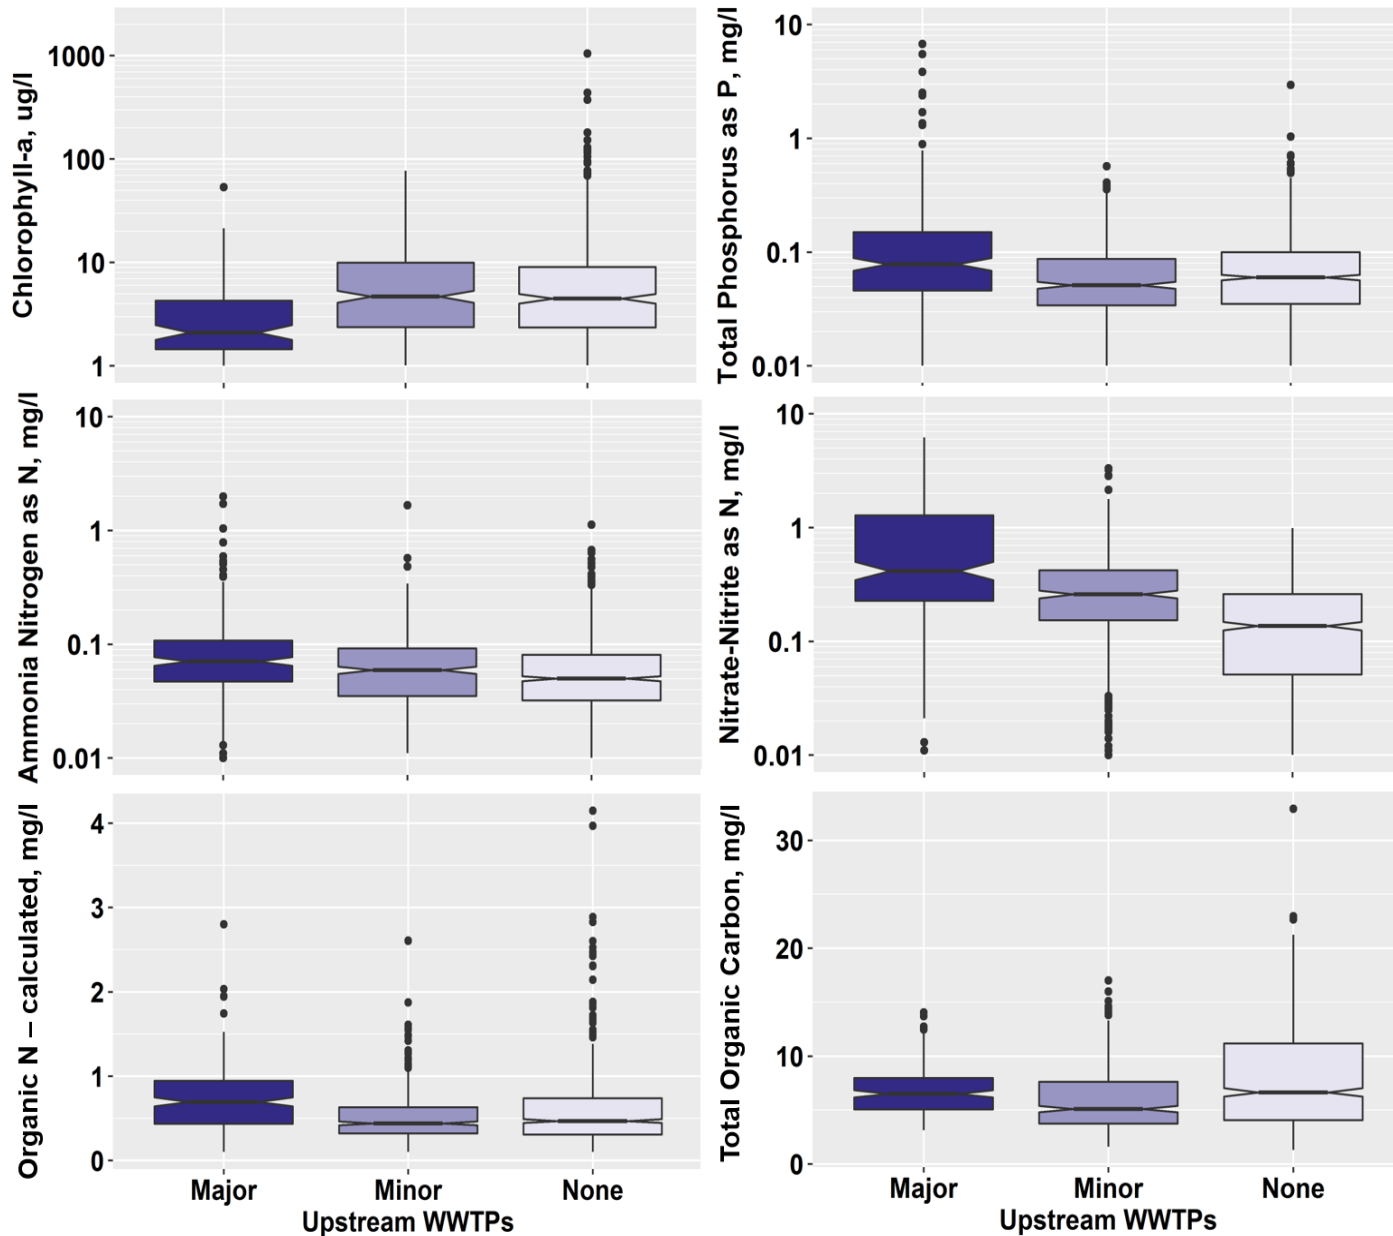 Chlorophyll-a, ug/l
1000
100
10
1
Total Phosphorus as P, mg/l
10
1
0.1
0.01
Ammonia Nitrogen as N, mg/l
10
1
0.1
0.01
Nitrate-Nitrite as N, mg/l
10
1
0.1
0.01
Organic N – calculated, mg/l
4
3
2
1
0
Major
Minor
None
Upstream WWTPs
Total Organic Carbon, mg/l
30
20
10
0
Major
Minor
None
Upstream WWTPs